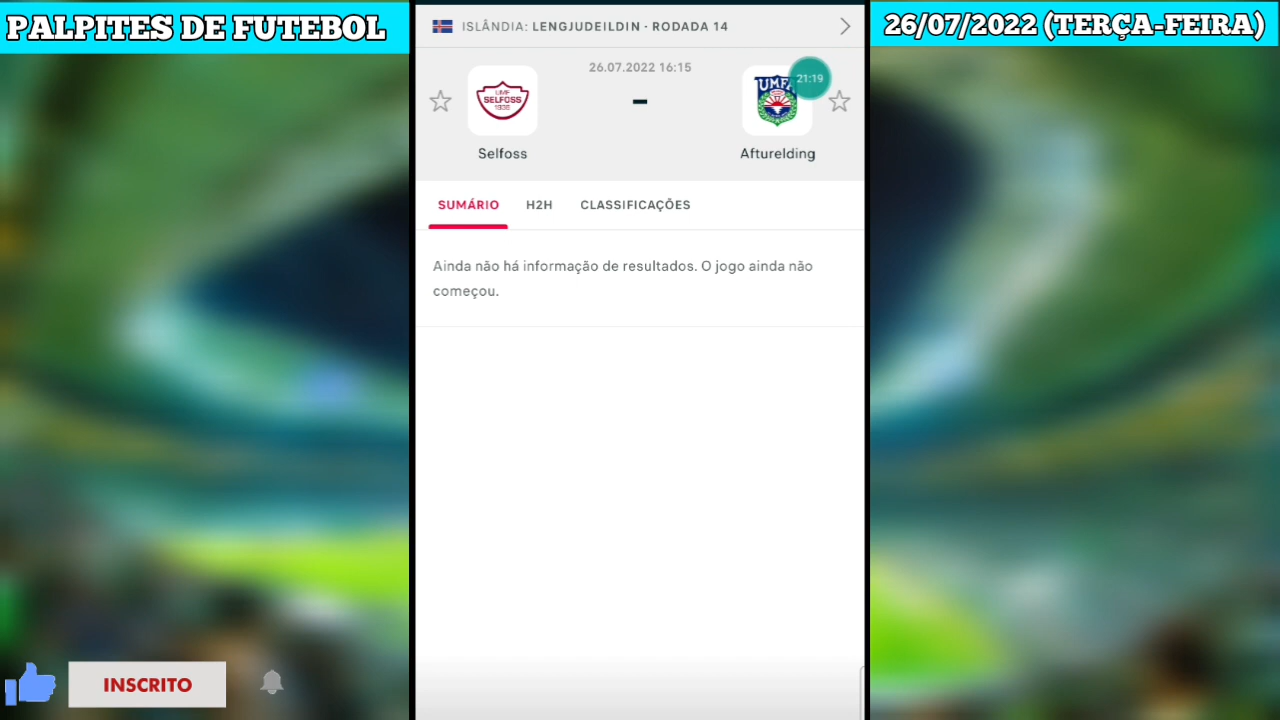 PALPITES DE FUTEBOL
26/07/2022 (TERÇA-FEIRA)
ISLÂNDIA: LENGJUDEILDIN - RODADA 14
26.07.2022 16:15
-
UMF
SELFOSS
1936
UMFA
21:19
Selfoss
Afturelding
SUMÁRIO
H2H
CLASSIFICAÇÕES
Ainda não há informação de resultados. O jogo ainda não
começou.
INSCRITO